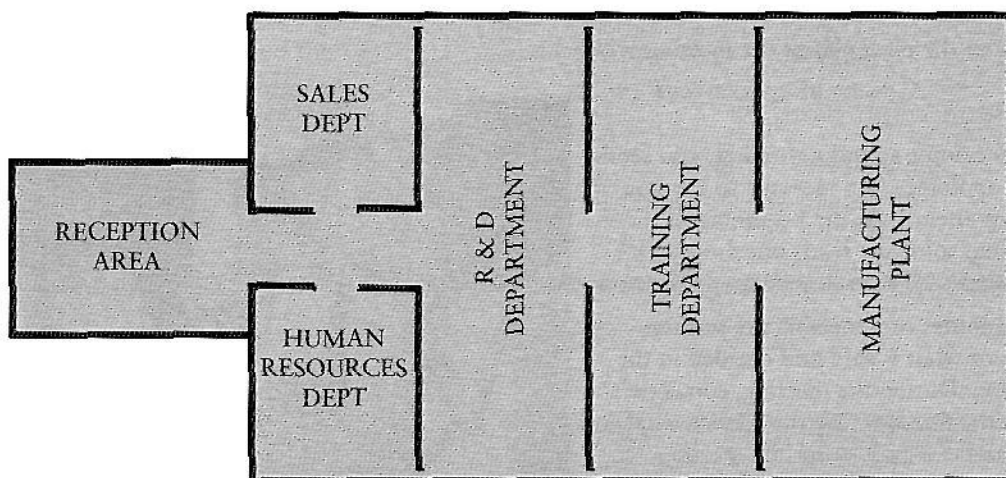 SALES
DEPT
RECEPTION
AREA
HUMAN
RESOURCES
DEPT
R & D
DEPARTMENT
TRAINING
DEPARTMENT
MANUFACTURING
PLANT